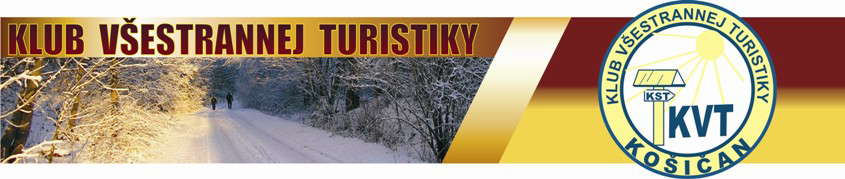 KLUB VŠESTRANNEJ TURISTIKY
KLUB VŠESTRANNEJ TURISTIKY
KST
KVT
KOŠIČAN